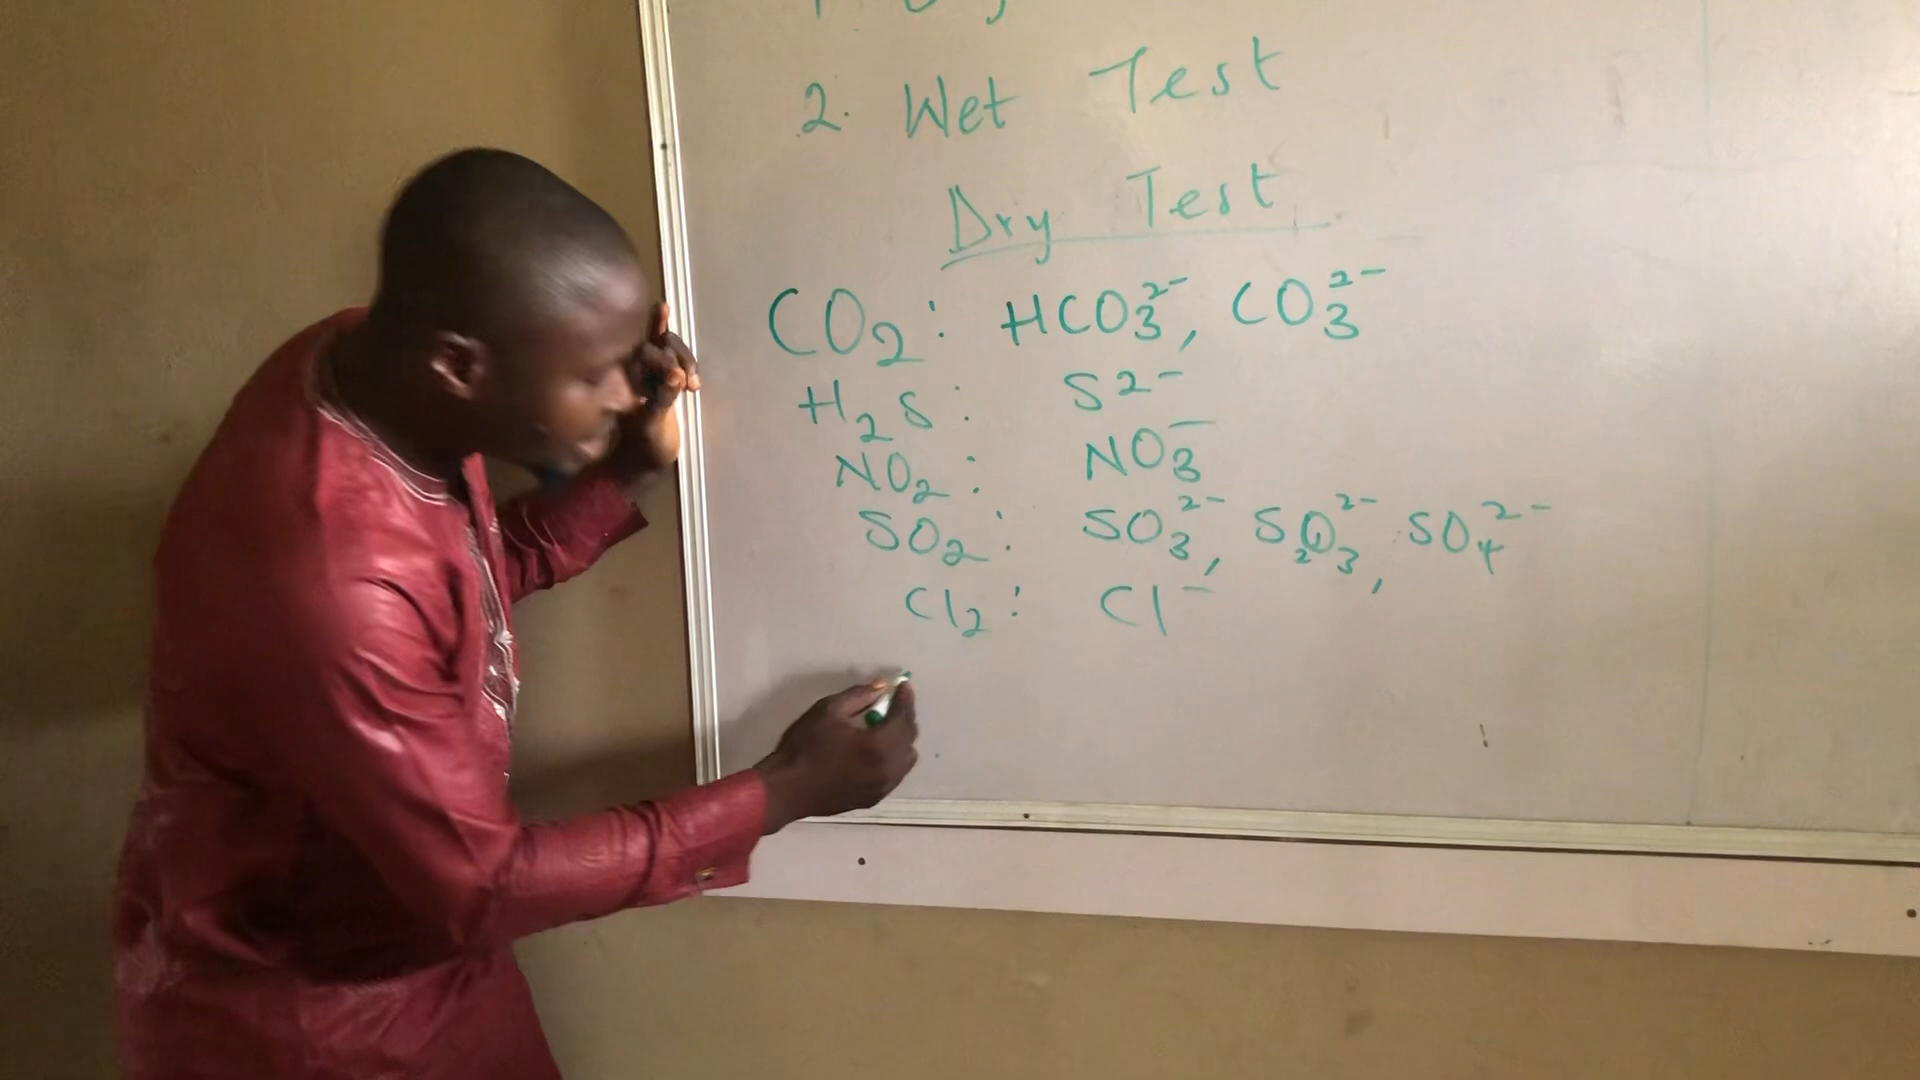 2. Wet Test
Dry Test
CO₂: HCO₃²⁻, CO₃²⁻
H₂S: S2⁻
NO₂: NO₃⁻
SO₂: SO₃²⁻, S₂O₃²⁻, SO₄²⁻
Cl₂: Cl⁻